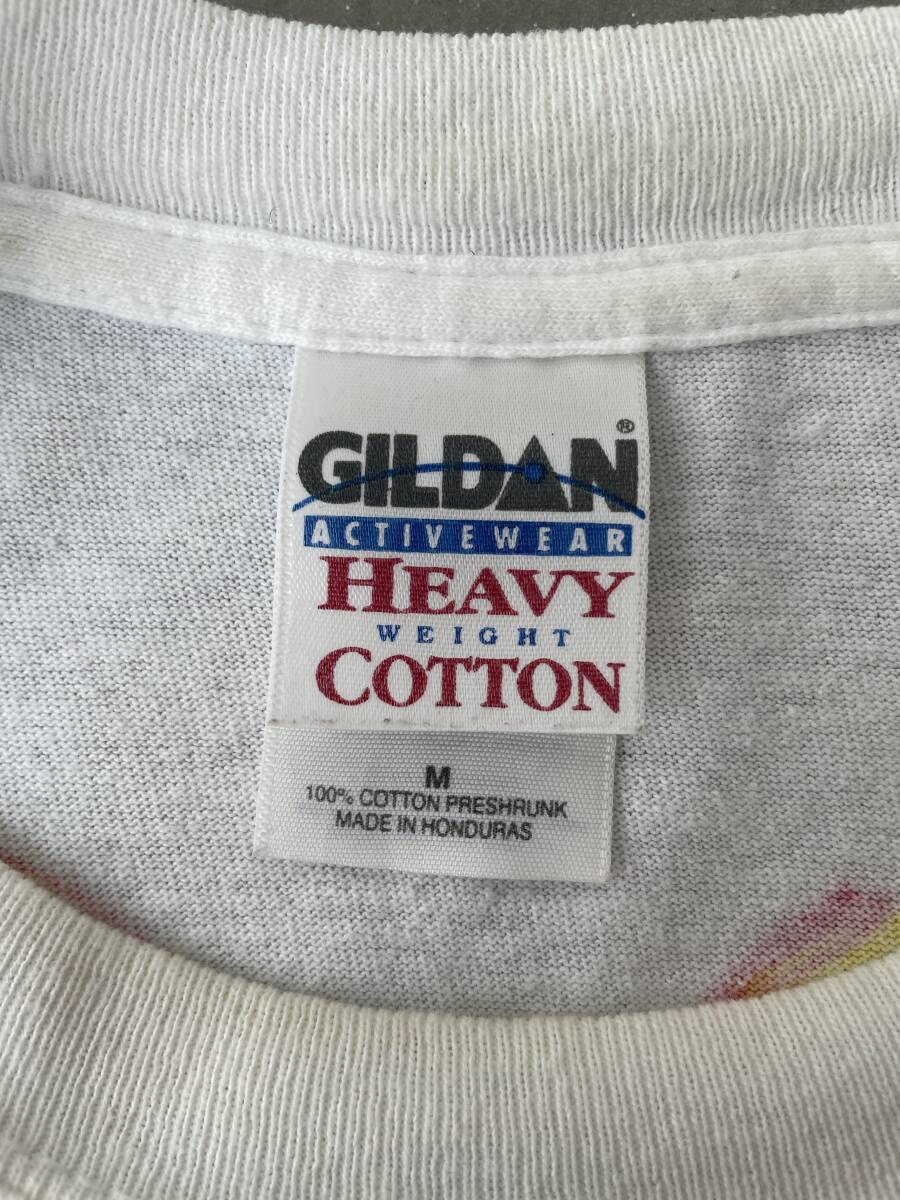 GILDAN®
ACTIVEWEAR
HEAVY
WEIGHT
COTTON
M
100% COTTON PRESHRUNK
MADE IN HONDURAS